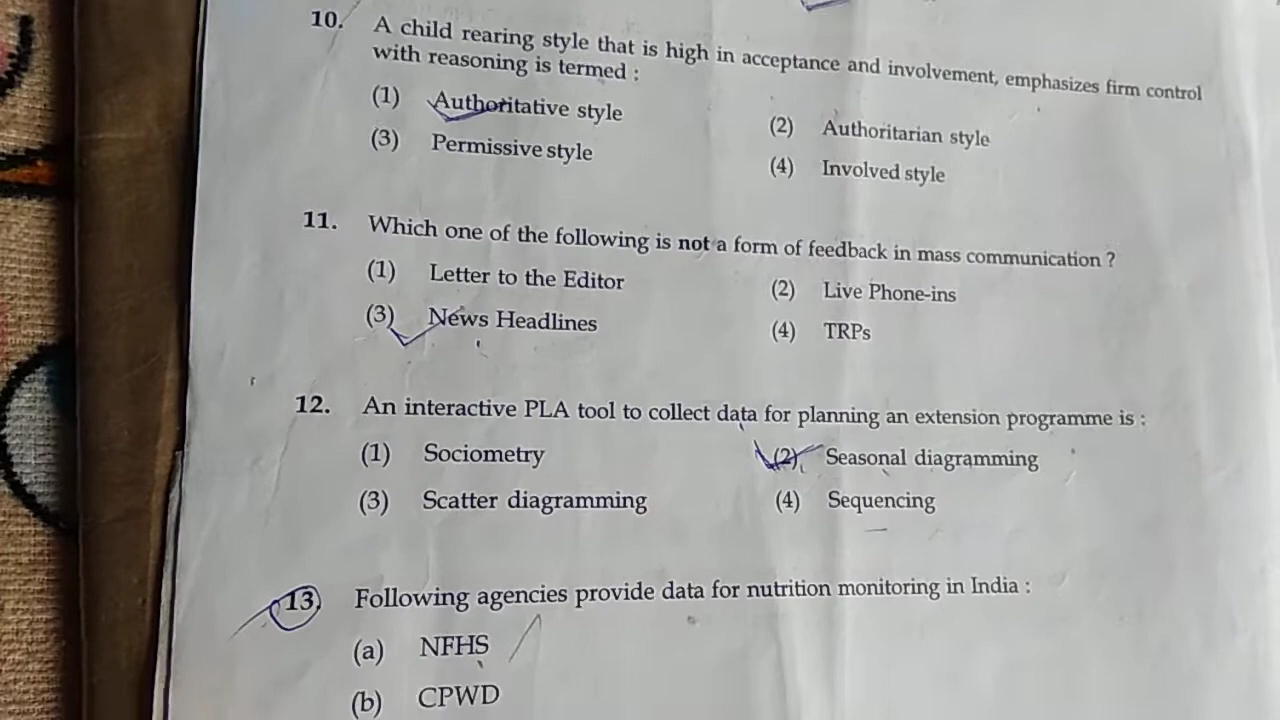 10. A child rearing style that is high in acceptance and involvement, emphasizes firm control
with reasoning is termed :
(1) Authoritative style (2) Authoritarian style
(3) Permissive style (4) Involved style
11. Which one of the following is not a form of feedback in mass communication ?
(1) Letter to the Editor (2) Live Phone-ins
(3) News Headlines (4) TRPs
12. An interactive PLA tool to collect data for planning an extension programme is :
(1) Sociometry (2) Seasonal diagramming
(3) Scatter diagramming (4) Sequencing
13 Following agencies provide data for nutrition monitoring in India :
(a) NFHS
(b) CPWD